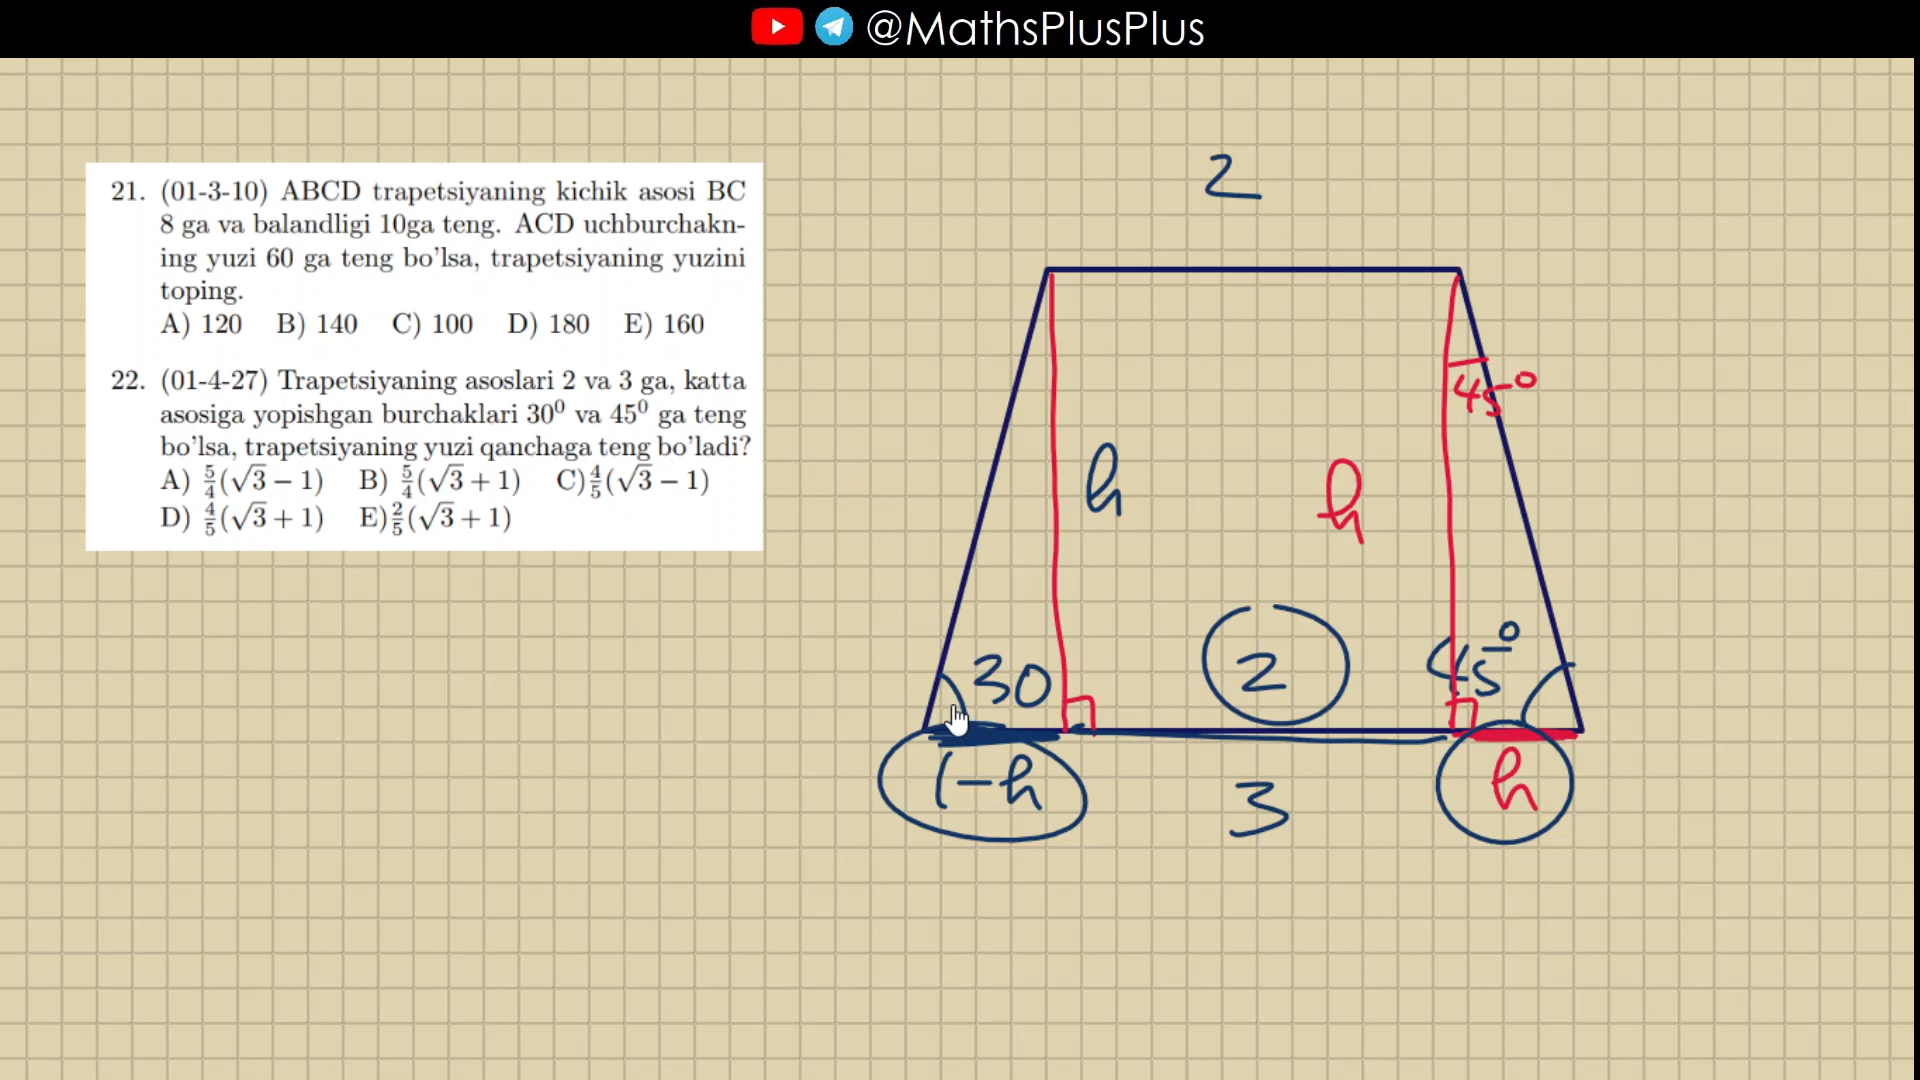 @MathsPlusPlus
21. (01-3-10) ABCD trapetsiyaning kichik asosi BC
8 ga va balandligi 10ga teng. ACD uchburchakn-
ing yuzi 60 ga teng bo'lsa, trapetsiyaning yuzini
toping.
A) 120 B) 140 C) 100 D) 180 E) 160
22. (01-4-27) Trapetsiyaning asoslari 2 va 3 ga, katta
asosiga yopishgan burchaklari 30⁰ va 45⁰ ga teng
bo'lsa, trapetsiyaning yuzi qanchaga teng bo'ladi?
A) 5/4(√3 − 1) B) 5/4(√3 + 1) C)4/5(√3 − 1)
D) 4/5(√3 + 1) E)2/5(√3 + 1)
2
45°
h h
30 2 45°
1-h 3 h